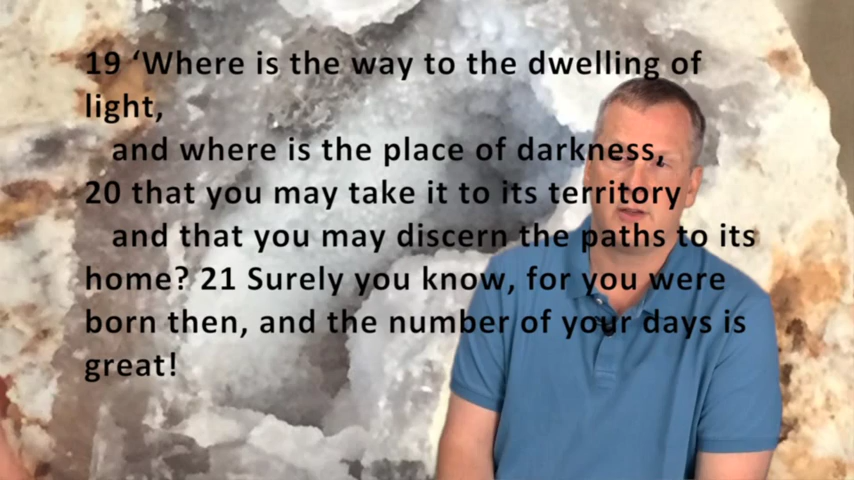 19 ‘Where is the way to the dwelling of
light,
and where is the place of darkness,
20 that you may take it to its territory
and that you may discern the paths to its
home? 21 Surely you know, for you were
born then, and the number of your days is
great!